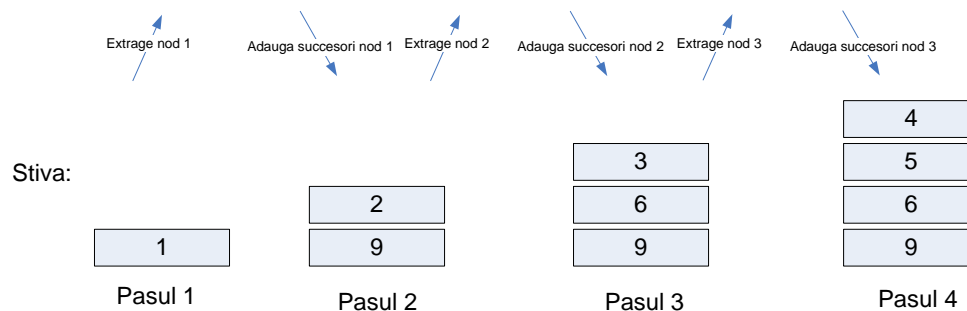 Extrage nod 1
Adauga succesori nod 1
Extrage nod 2
Adauga succesori nod 2
Extrage nod 3
Adauga succesori nod 3
Stiva:
1
2
9
3
6
9
4
5
6
9
Pasul 1
Pasul 2
Pasul 3
Pasul 4